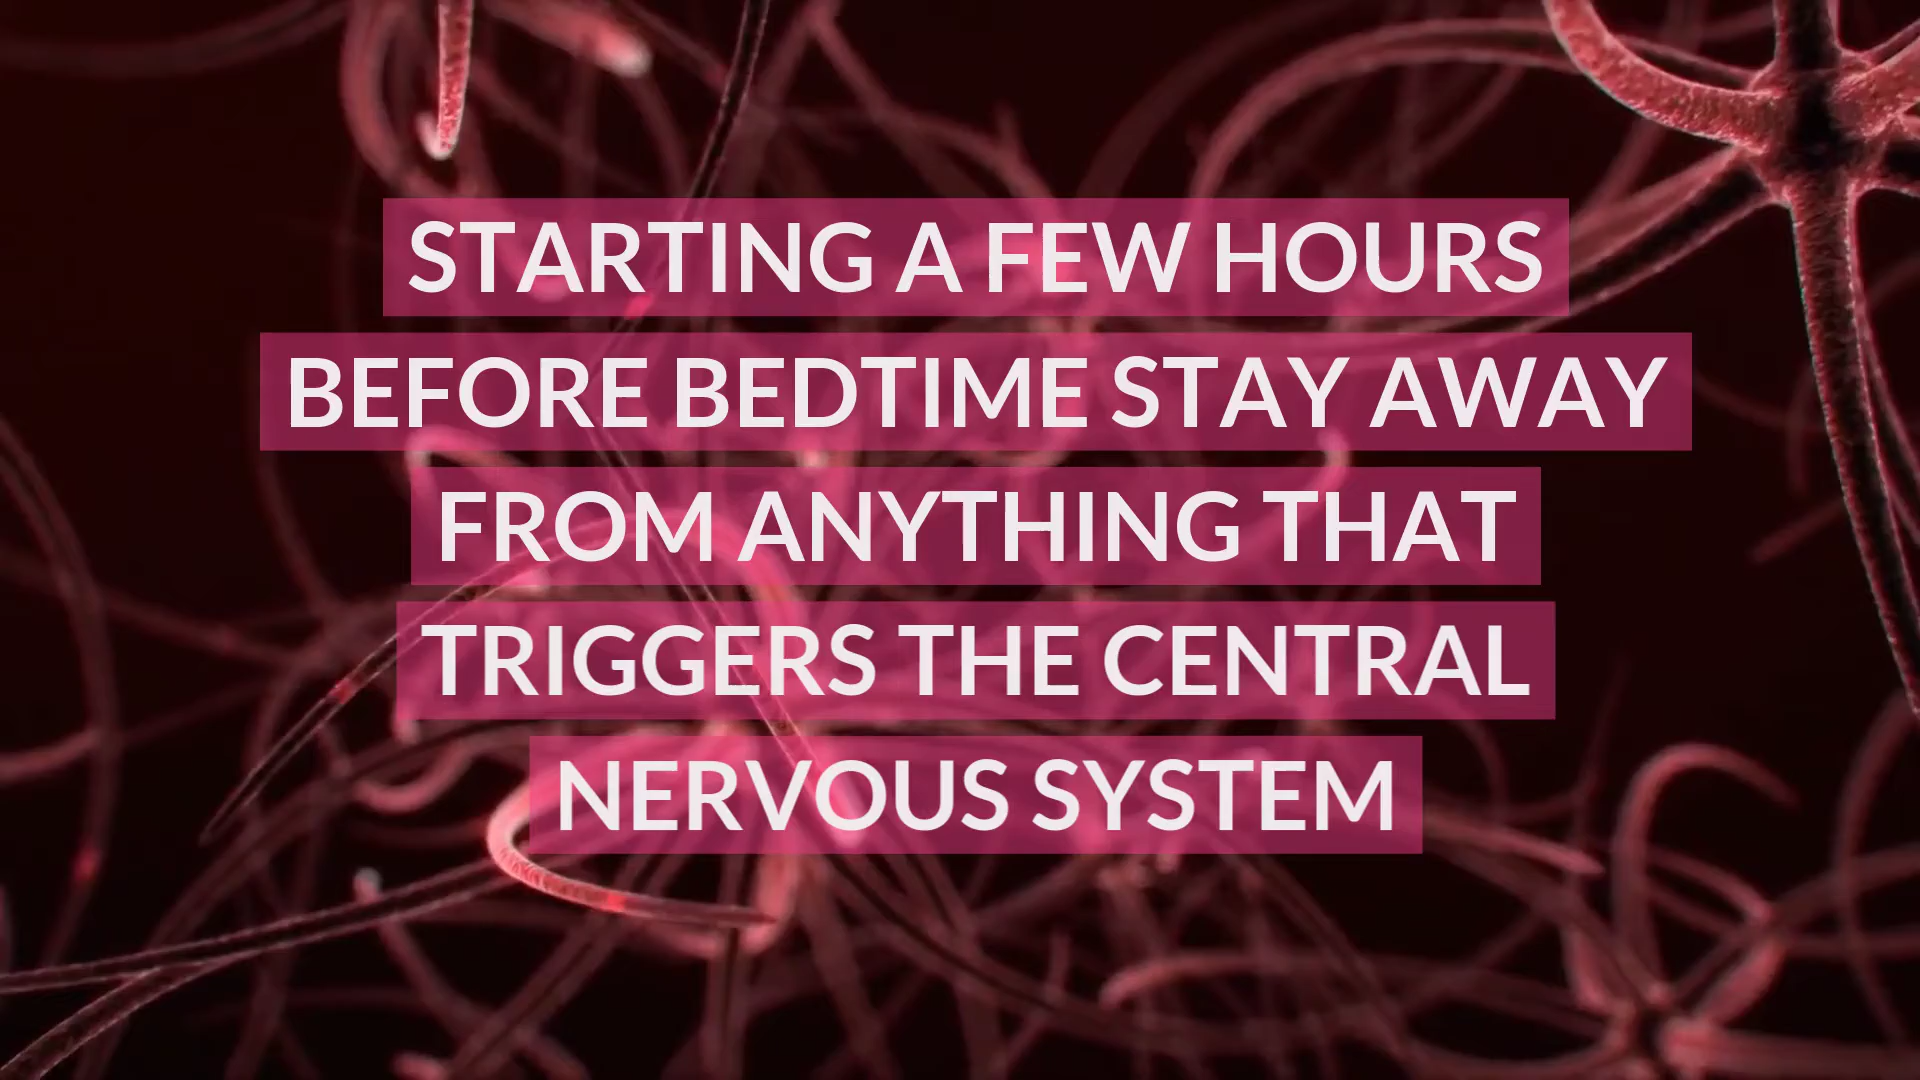 STARTING A FEW HOURS
BEFORE BEDTIME STAY AWAY
FROM ANYTHING THAT
TRIGGERS THE CENTRAL
NERVOUS SYSTEM